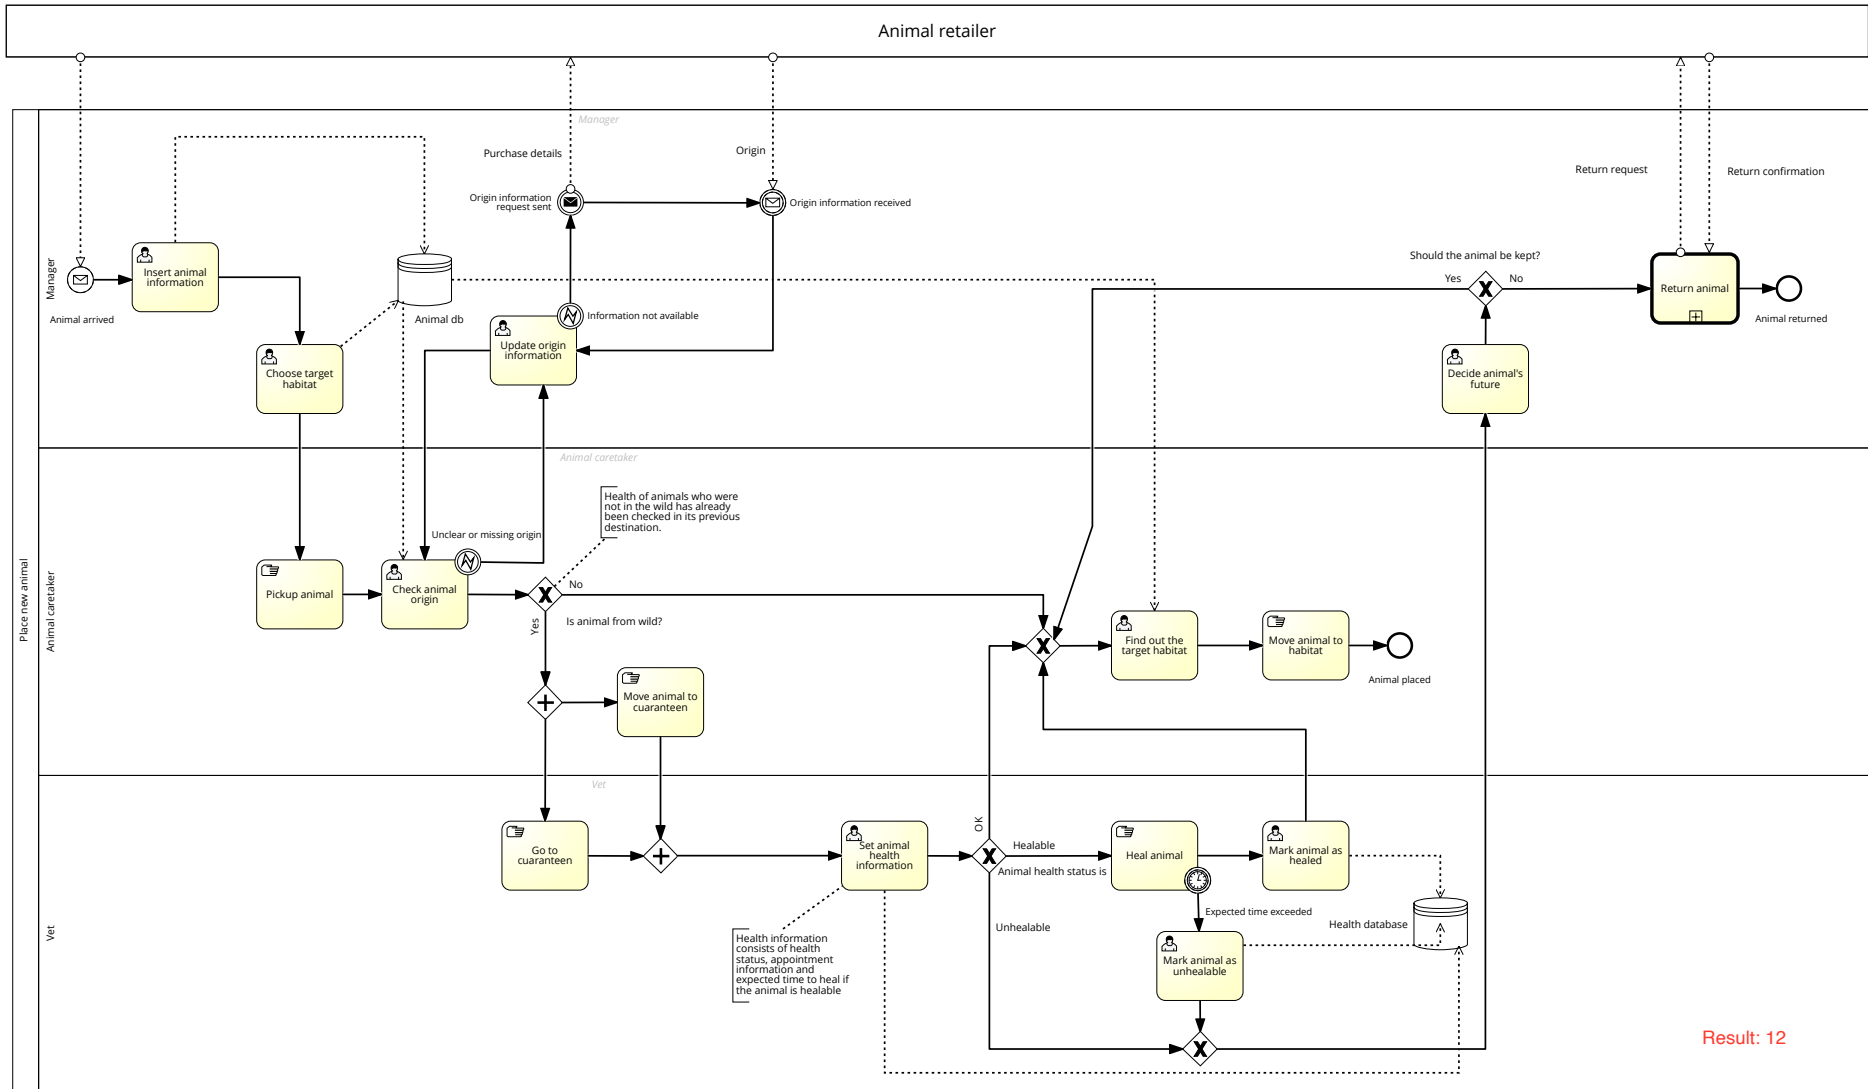 Animal retailer
Manager
Purchase details
Origin
Return request
Return confirmation
Origin information
request sent
Origin information received
Manager
Insert animal
information
Animal arrived
Animal db
Information not available
Update origin
information
Choose target
habitat
Should the animal be kept?
Yes
No
Return animal
Animal returned
Decide animal's
future
Place new animal
Animal caretaker
Animal caretaker
Health of animals who were
not in the wild has already
been checked in its previous
destination.
Unclear or missing origin
Pickup animal
Check animal
origin
No
Yes
Is animal from wild?
Find out the
target habitat
Move animal to
habitat
Animal placed
Move animal to
cuaranteen
Vet
Vet
Go to
cuaranteen
Set animal
health
information
OK
Healable
Animal health status is
Unhealable
Heal animal
Mark animal as
healed
Expected time exceeded
Health database
Mark animal as
unhealable
Health information
consists of health
status, appointment
information and
expected time to heal if
the animal is healable
Result: 12